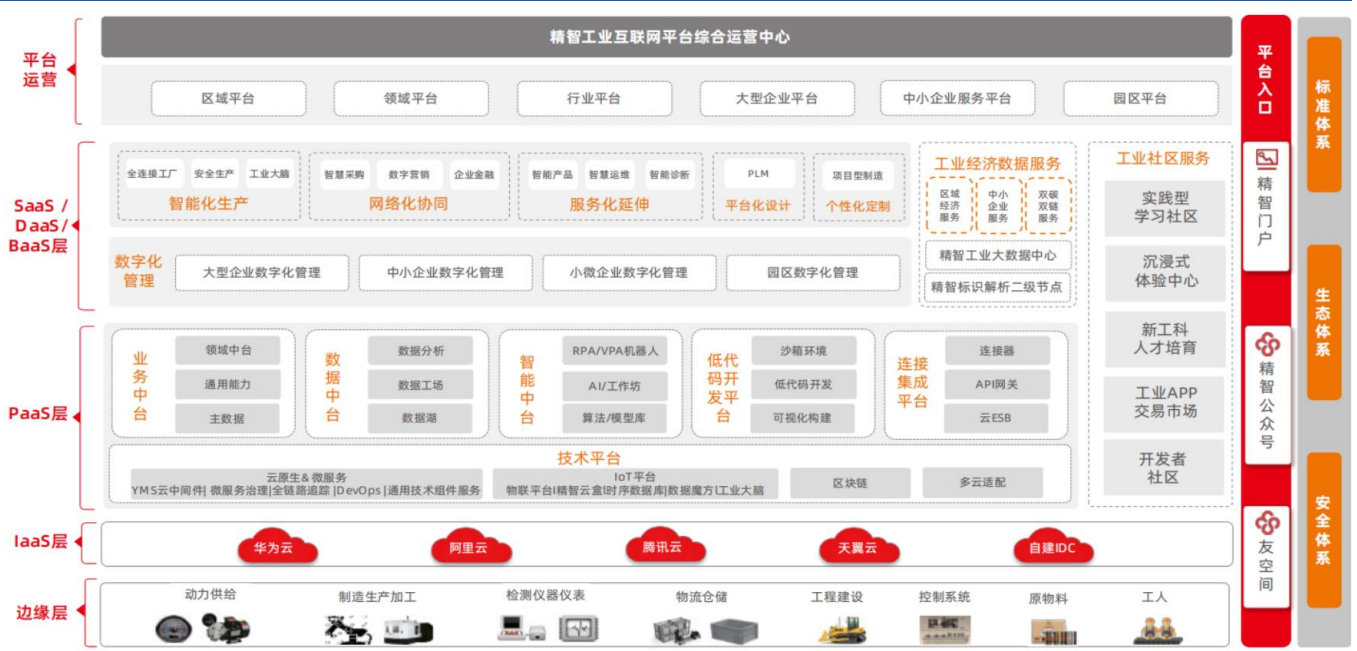 精智工业互联网平台综合运营中心
平台
运营
区域平台
领域平台
行业平台
大型企业平台
中小企业服务平台
园区平台
SaaS /
DaaS/
BaaS层
全连接工厂
安全生产
工业大脑
智能化生产
智慧采购
数字营销
企业金融
网络化协同
智能产品
智慧运维
智能诊断
服务化延伸
PLM
平台化设计
项目型制造
个性化定制
数字化
管理
大型企业数字化管理
中小企业数字化管理
小微企业数字化管理
园区数字化管理
工业经济数据服务
区域
经济
服务
中小
企业
服务
双碳
双链
服务
精智工业大数据中心
精智标识解析二级节点
工业社区服务
实践型
学习社区
沉浸式
体验中心
新工科
人才培育
工业APP
交易市场
开发者
社区
PaaS层
业务中台
领域中台
通用能力
主数据
数据中台
数据分析
数据工场
数据湖
智能中台
RPA/VPA机器人
AI/工作坊
算法/模型库
低代
码开
发平
台
沙箱环境
低代码开发
可视化构建
连接
集成
平台
连接器
API网关
云ESB
技术平台
云原生& 微服务
YMS云中间件| 微服务治理|全链路追踪 |DevOps |通用技术组件服务
IoT平台
物联平台I精智云盒I时序数据库|数据魔方I工业大脑
区块链
多云适配
IaaS层
华为云
阿里云
腾讯云
天翼云
自建IDC
边缘层
动力供给
制造生产加工
检测仪器仪表
物流仓储
工程建设
控制系统
原物料
工人
平台入口
精智门户
精智公众号
友空间
标准体系
生态体系
安全体系